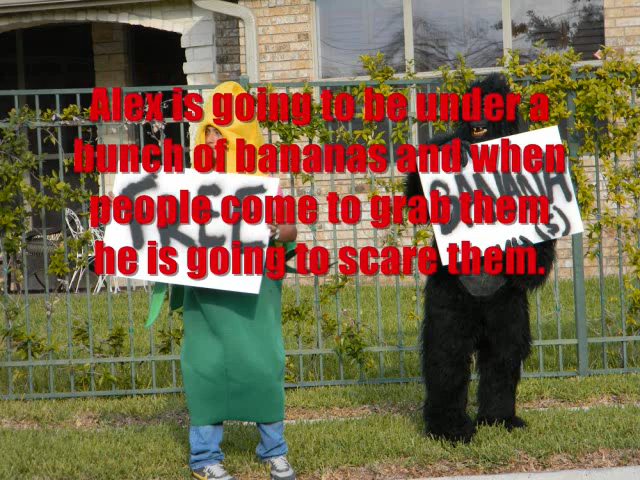 Alex is going to be under a
bunch of bananas and when
people come to grab them
he is going to scare them.
FREE
BANANA
(s)